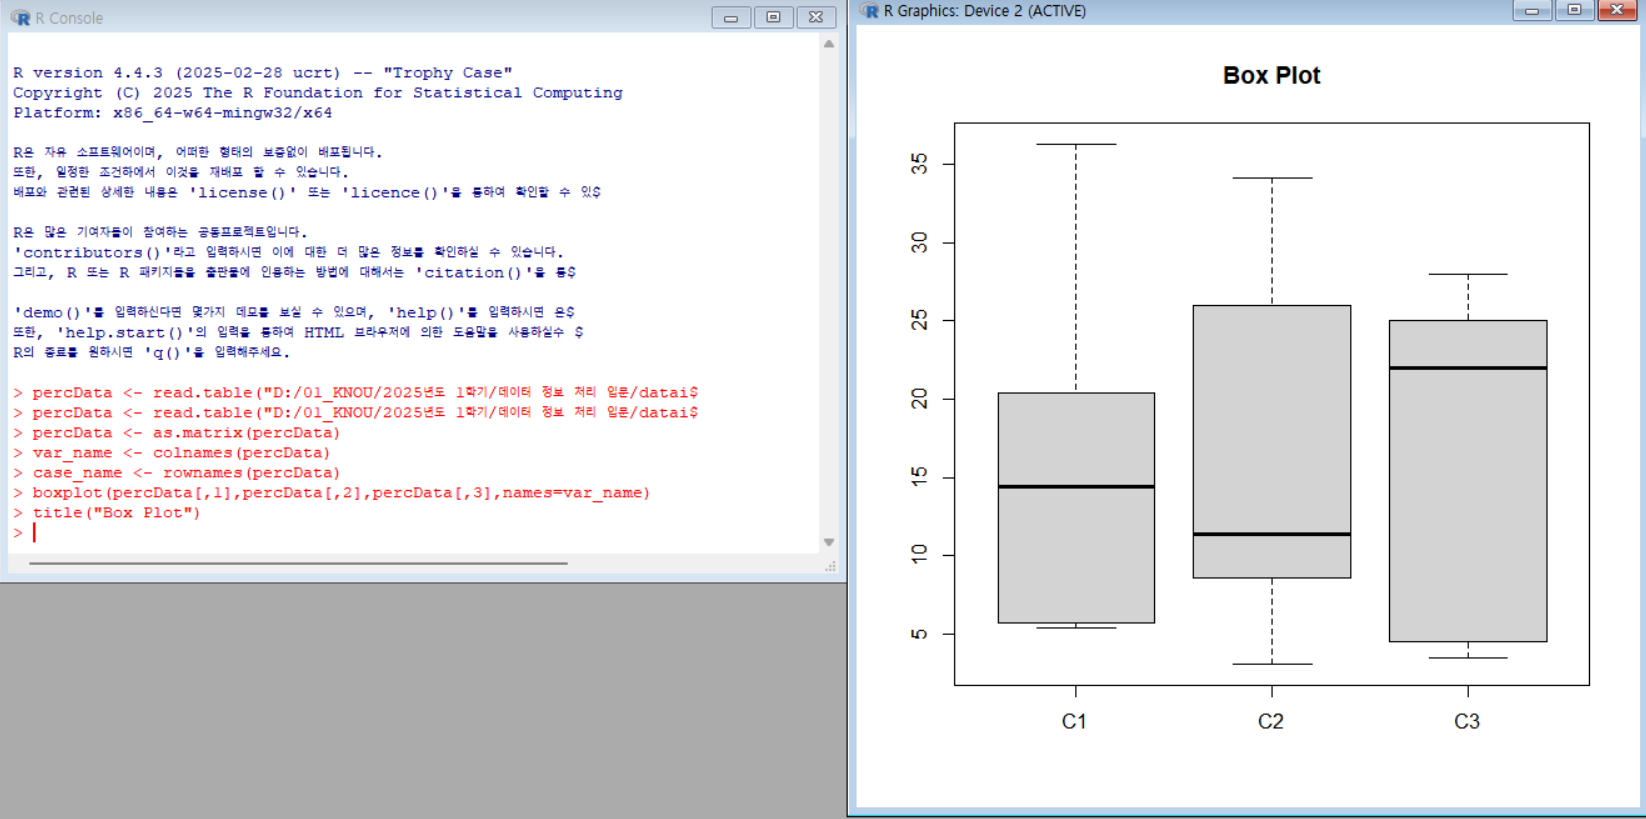 R Console
R version 4.4.3 (2025-02-28 ucrt) -- "Trophy Case"
Copyright (C) 2025 The R Foundation for Statistical Computing
Platform: x86_64-w64-mingw32/x64
R은 자유 소프트웨어이며, 어떠한 형태의 보증없이 배포됩니다.
또한, 일정한 조건하에서 이것을 재배포 할 수 있습니다.
배포와 관련된 상세한 내용은 'license()' 또는 'licence()'을 통하여 확인할 수 있$
R은 많은 기여자들이 참여하는 공동프로젝트입니다.
'contributors()'라고 입력하시면 이에 대한 더 많은 정보를 확인하실 수 있습니다.
그리고, R 또는 R 패키지들을 출판물에 인용하는 방법에 대해서는 'citation()'을 통$
'demo()'를 입력하신다면 몇가지 데모를 보실 수 있으며, 'help()'를 입력하시면 온$
또한, 'help.start()'의 입력을 통하여 HTML 브라우저에 의한 도움말을 사용하실수 $
R의 종료를 원하시면 'q()'을 입력해주세요.
> percData <- read.table("D:/01_KNOU/2025년도 1학기/데이터 정보 처리 입문/datai$
> percData <- read.table("D:/01_KNOU/2025년도 1학기/데이터 정보 처리 입문/datai$
> percData <- as.matrix(percData)
> var_name <- colnames(percData)
> case_name <- rownames(percData)
> boxplot(percData[,1],percData[,2],percData[,3],names=var_name)
> title("Box Plot")
>
R Graphics: Device 2 (ACTIVE)
Box Plot
35
30
25
20
15
10
5
C1 C2 C3